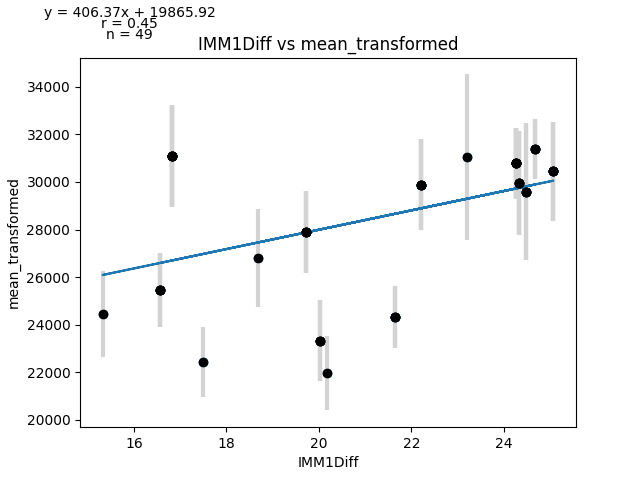 y = 406.37x + 19865.92
r = 0.45
n = 49
IMM1Diff vs mean_transformed
mean_transformed
34000
32000
30000
28000
26000
24000
22000
20000
16
18
20
22
24
IMM1Diff